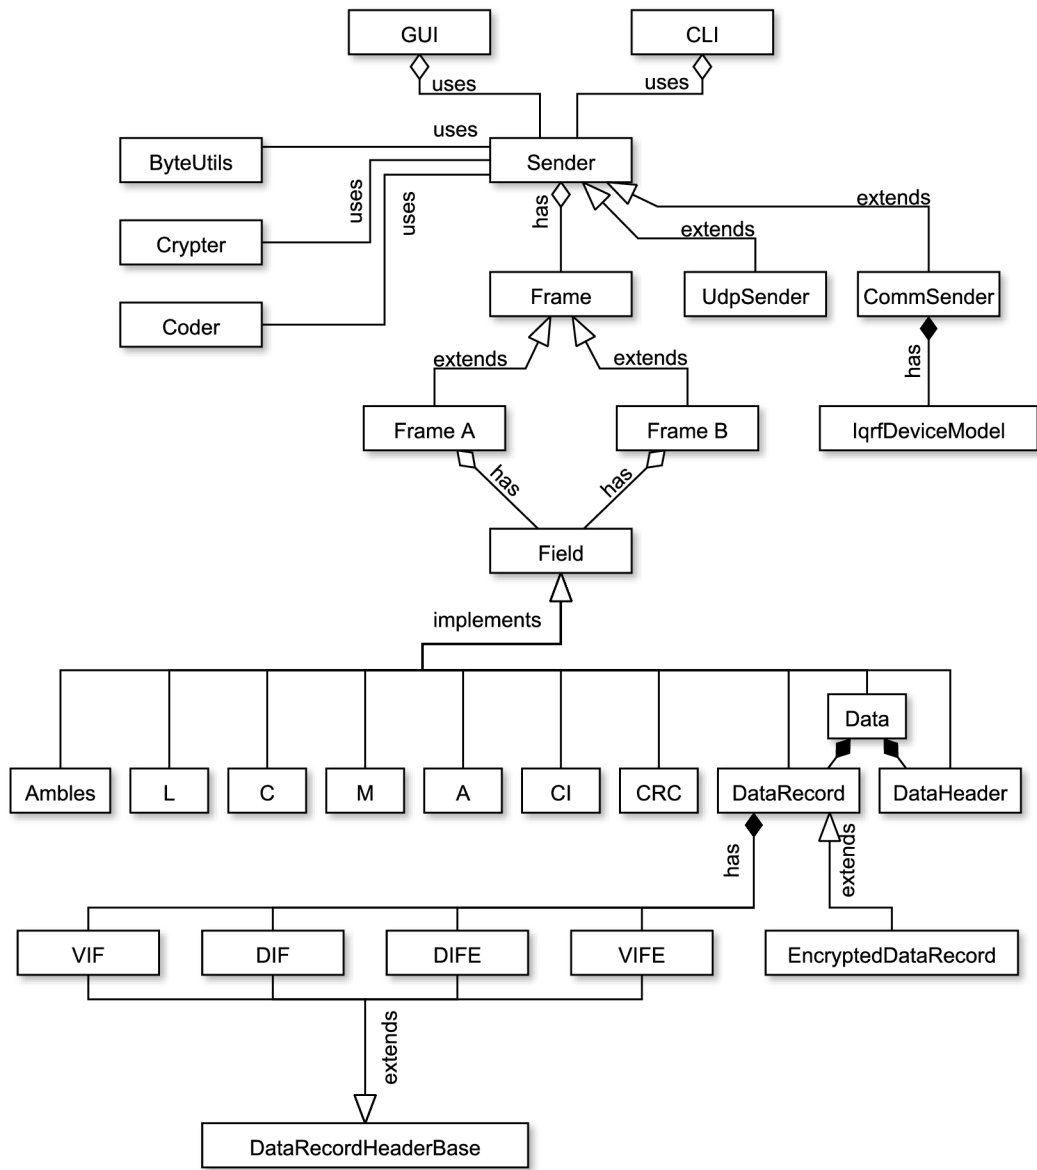 GUI
CLI
uses
uses
uses
ByteUtils
Sender
uses
uses
has
extends
extends
Crypter
Frame
UdpSender
CommSender
Coder
extends
extends
has
Frame A
Frame B
IqrfDeviceModel
has
has
Field
implements
Data
Ambles
L
C
M
A
CI
CRC
DataRecord
DataHeader
has
extends
VIF
DIF
DIFE
VIFE
EncryptedDataRecord
extends
DataRecordHeaderBase